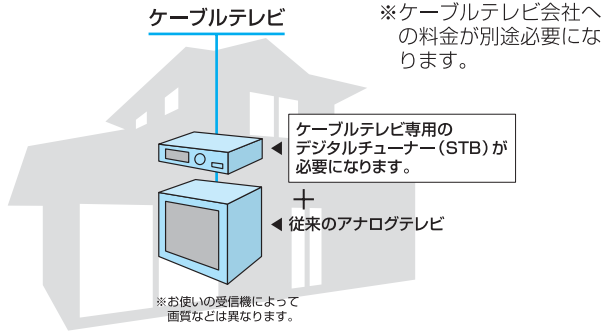 ケーブルテレビ
※ケーブルテレビ会社へ
の料金が別途必要にな
ります。
ケーブルテレビ専用の
デジタルチューナー(STB)が
必要になります。
＋
従来のアナログテレビ
※お使いの受信機によって
画質などは異なります。